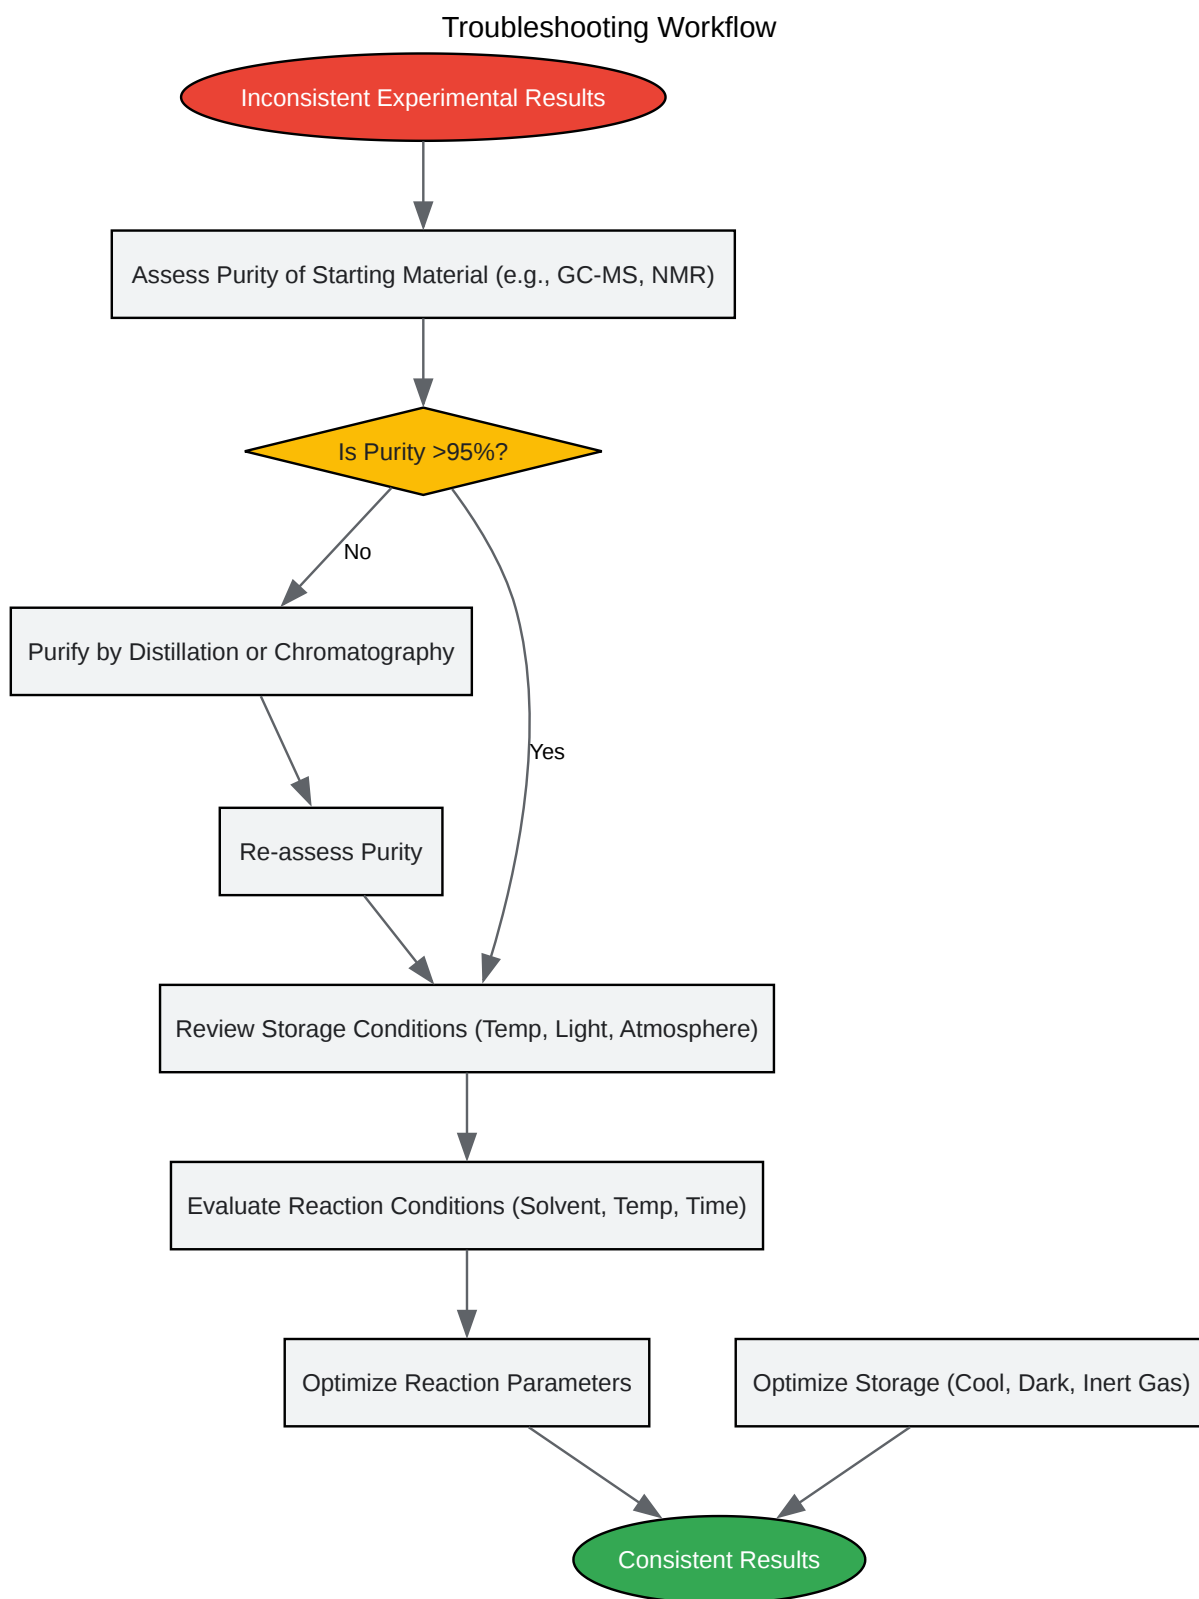 Troubleshooting Workflow
Inconsistent Experimental Results
Assess Purity of Starting Material (e.g., GC-MS, NMR)
Is Purity >95%?
No
Purify by Distillation or Chromatography
Yes
Re-assess Purity
Review Storage Conditions (Temp, Light, Atmosphere)
Evaluate Reaction Conditions (Solvent, Temp, Time)
Optimize Reaction Parameters
Optimize Storage (Cool, Dark, Inert Gas)
Consistent Results